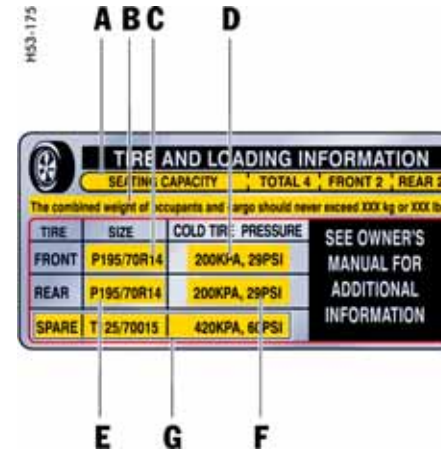 H53-175
A B C D
TIRE AND LOADING INFORMATION
SEATING CAPACITY TOTAL 4 FRONT 2 REAR 2
The combined weight of occupants and cargo should never exceed XXX kg or XXX lb
TIRE SIZE COLD TIRE PRESSURE
FRONT P195/70R14 200KPA, 29PSI
REAR P195/70R14 200KPA, 29PSI
SPARE T125/70015 420KPA, 60PSI
SEE OWNER'S
MANUAL FOR
ADDITIONAL
INFORMATION
E G F